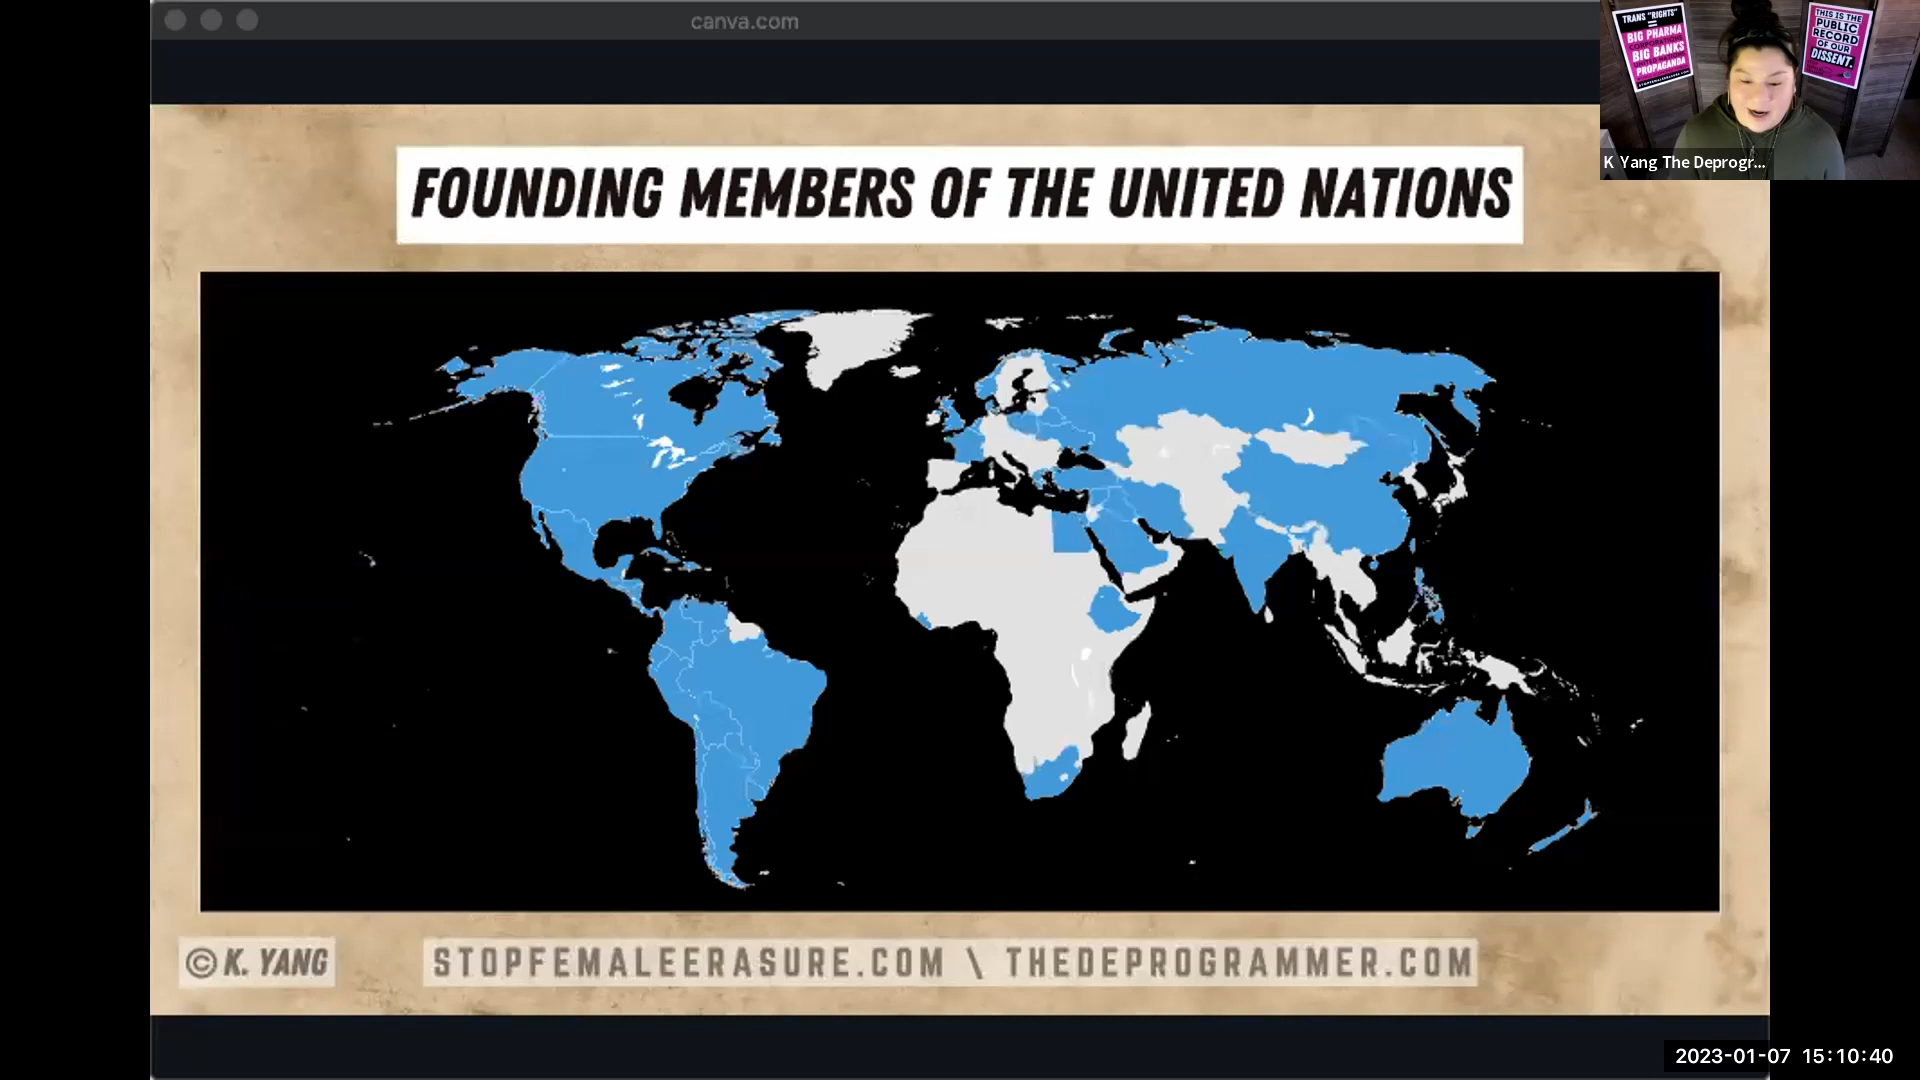 canva.com
TRANS "RIGHTS"
=
BIG PHARMA
BIG BANKS
PROPAGANDA
THIS IS THE
PUBLIC
RECORD
OF OUR
DISSENT.
K Yang The Deprogr...
FOUNDING MEMBERS OF THE UNITED NATIONS
© K. YANG
STOPFEMALEERASURE.COM \ THEDEPROGRAMMER.COM
2023-01-07 15:10:40